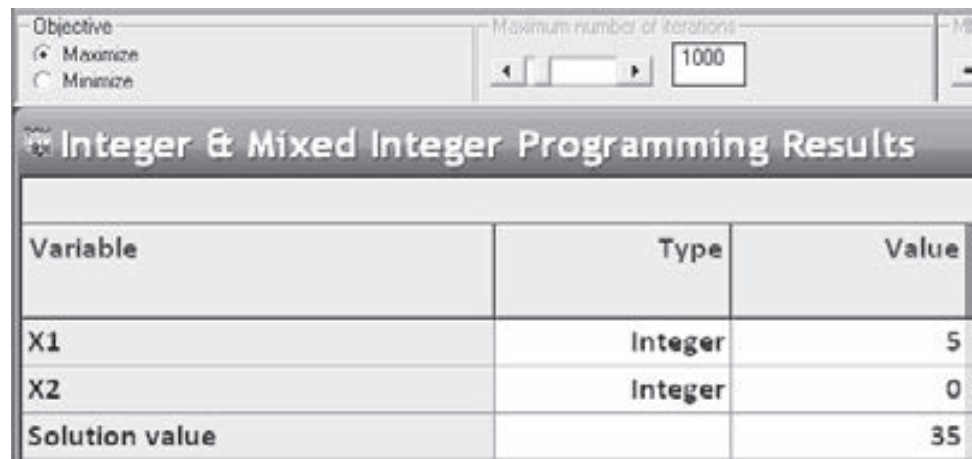 Objective
Maximum number of iterations
Maximize
1000
Minimize
Integer & Mixed Integer Programming Results
Variable Type Value
X1 Integer 5
X2 Integer 0
Solution value 35